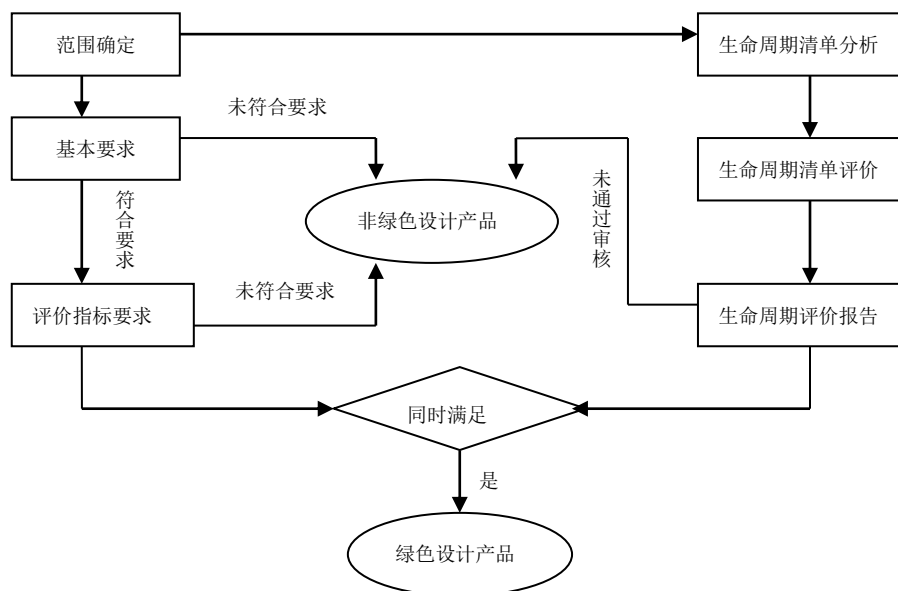 范围确定
生命周期清单分析
未符合要求
基本要求
生命周期清单评价
符合要求
未通过审核
非绿色设计产品
未符合要求
评价指标要求
生命周期评价报告
同时满足
是
绿色设计产品